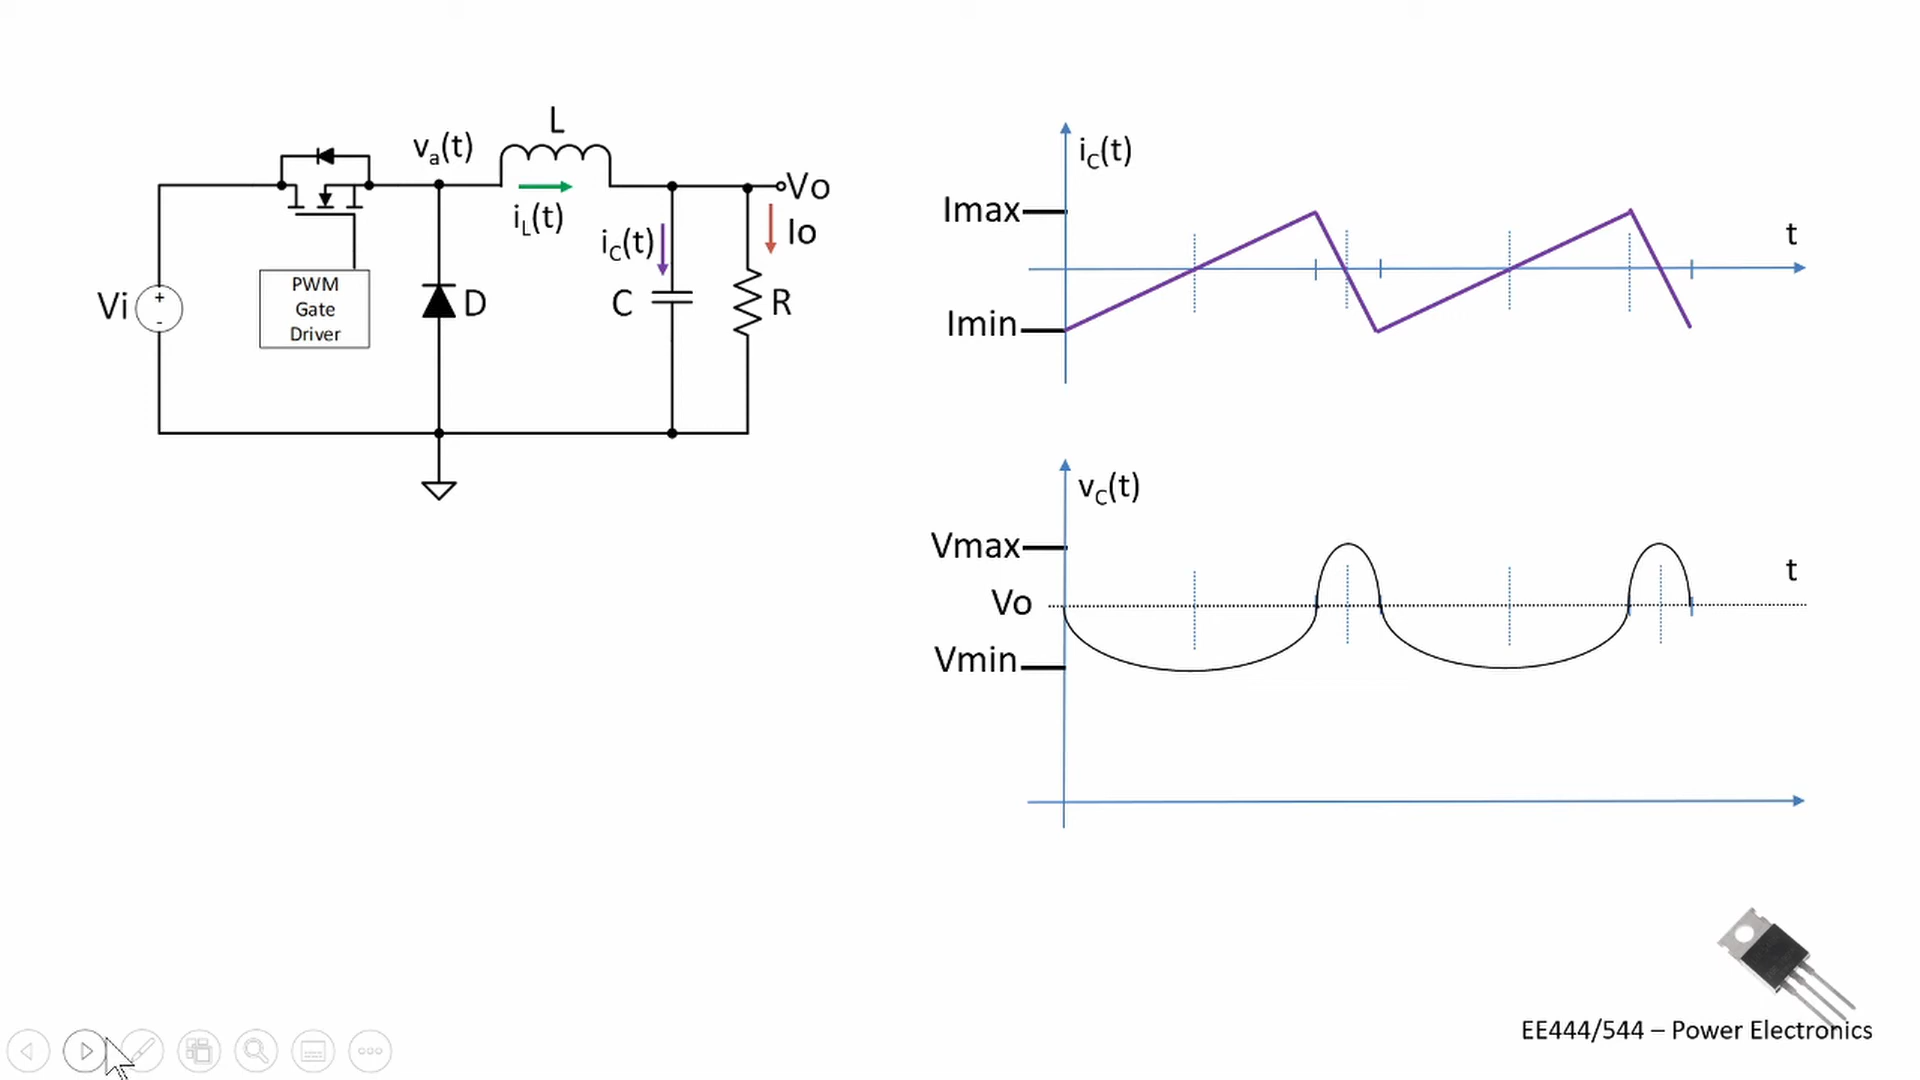 L
va(t)
Vo
iL(t)
iC(t)
Io
PWM
Gate
Driver
Vi
+
-
D
C
R
iC(t)
Imax
t
Imin
vC(t)
Vmax
t
Vo
Vmin
EE444/544 – Power Electronics